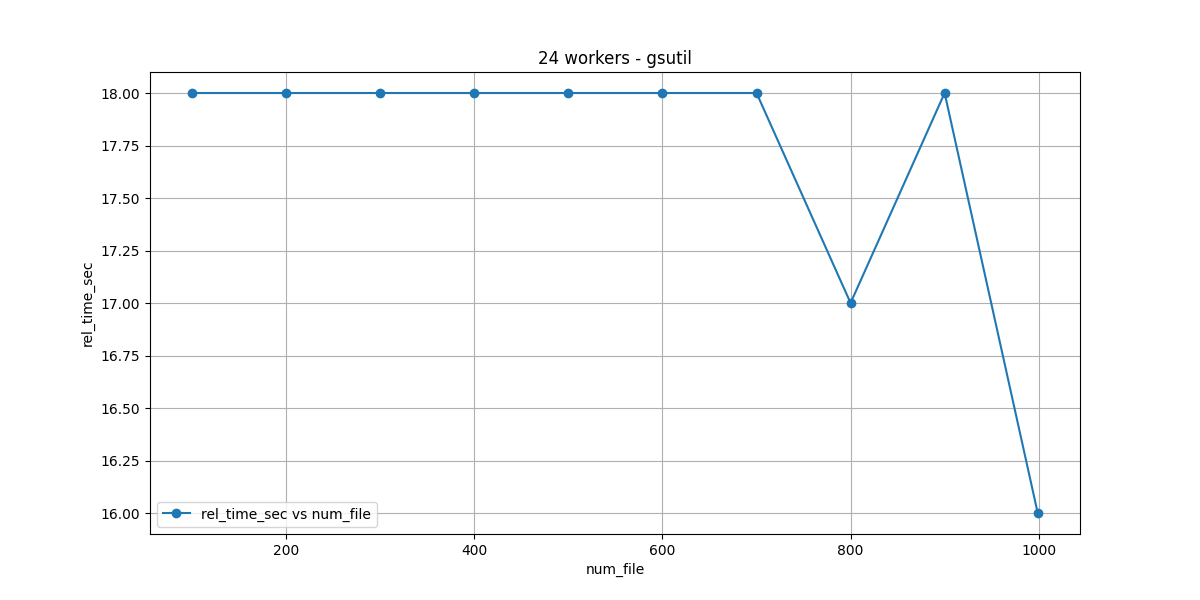 24 workers - gsutil
rel_time_sec
18.00
17.75
17.50
17.25
17.00
16.75
16.50
16.25
16.00
rel_time_sec vs num_file
200 400 600 800 1000
num_file